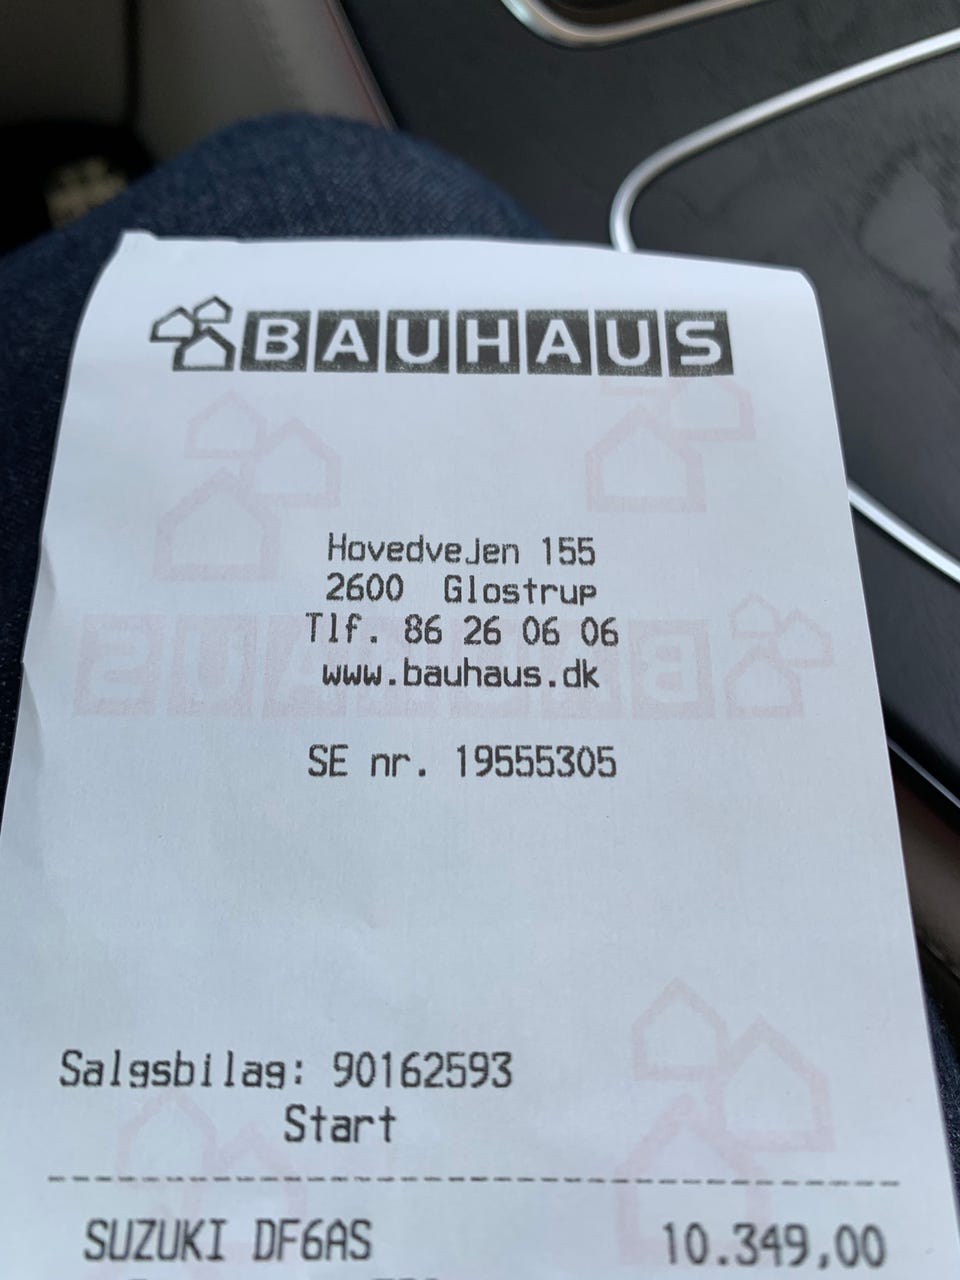 BAUHAUS
Hovedvejen 155
2600 Glostrup
Tlf. 86 26 06 06
www.bauhaus.dk
SE nr. 19555305
Salgsbilag: 90162593
Start
SUZUKI DF6AS 10.349,00